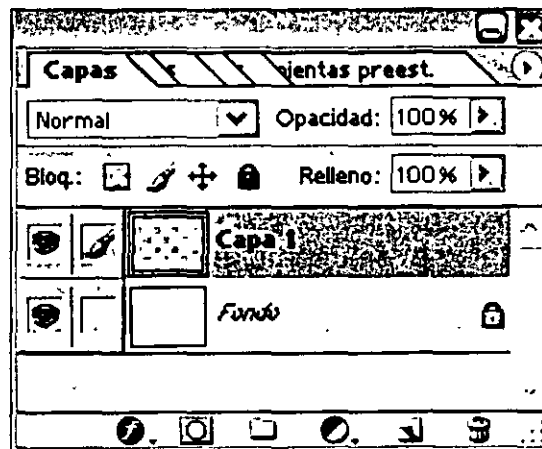 Capas ientas preest.
Normal Opacidad: 100%
Bloq.: Relleno: 100%
Capa 1
Fondo